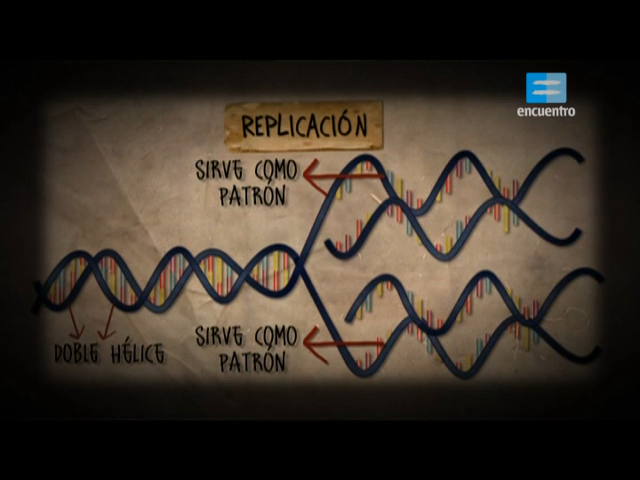 encuentro
REPLICACIÓN
SIRVE COMO
PATRÓN
SIRVE COMO
PATRÓN
DOBLE HÉLICE